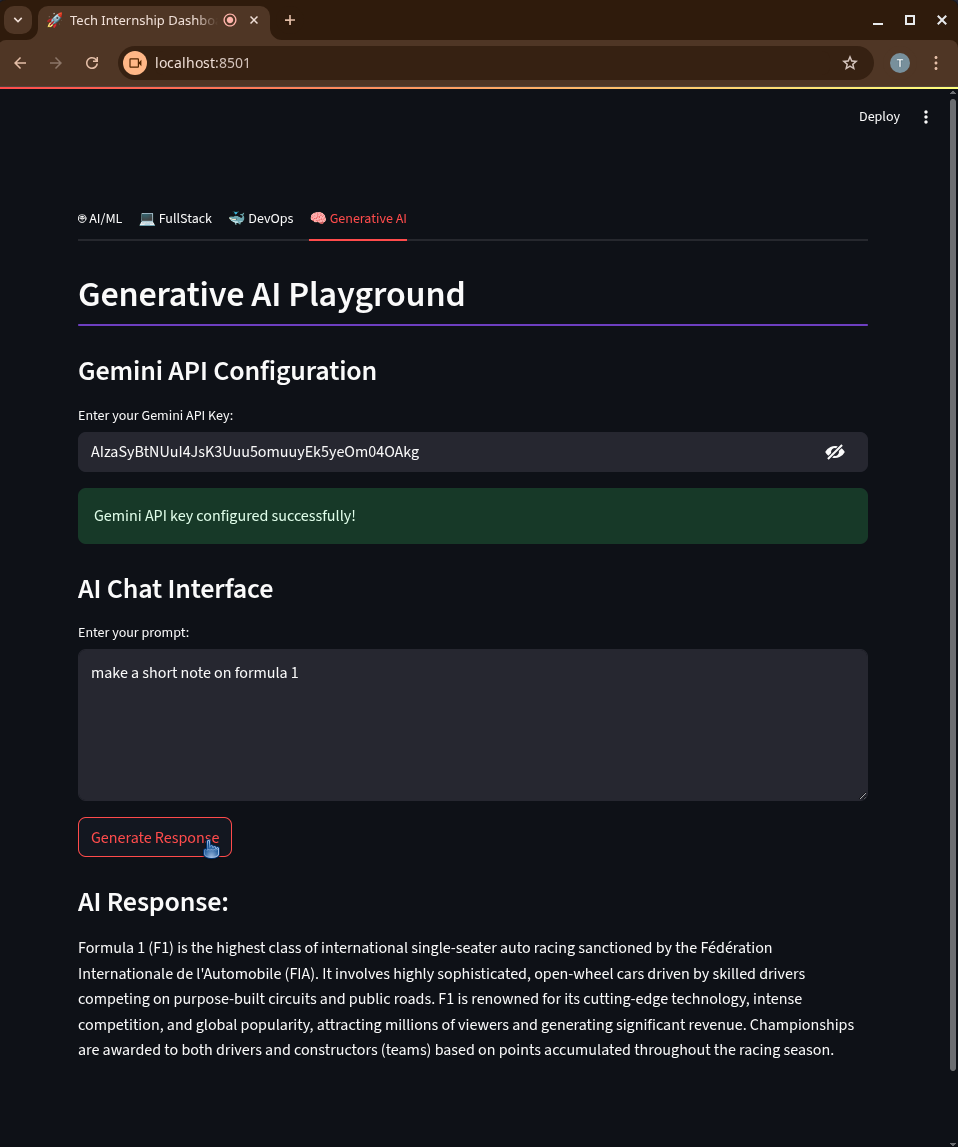 Tech Internship Dashbo
localhost:8501
T
Deploy
AI/ML
FullStack
DevOps
Generative AI
Generative AI Playground
Gemini API Configuration
Enter your Gemini API Key:
AIzaSyBtNUuI4JsK3Uuu5omuuyEk5yeOm04OAkg
Gemini API key configured successfully!
AI Chat Interface
Enter your prompt:
make a short note on formula 1
Generate Response
AI Response:
Formula 1 (F1) is the highest class of international single-seater auto racing sanctioned by the Fédération
Internationale de l'Automobile (FIA). It involves highly sophisticated, open-wheel cars driven by skilled drivers
competing on purpose-built circuits and public roads. F1 is renowned for its cutting-edge technology, intense
competition, and global popularity, attracting millions of viewers and generating significant revenue. Championships
are awarded to both drivers and constructors (teams) based on points accumulated throughout the racing season.